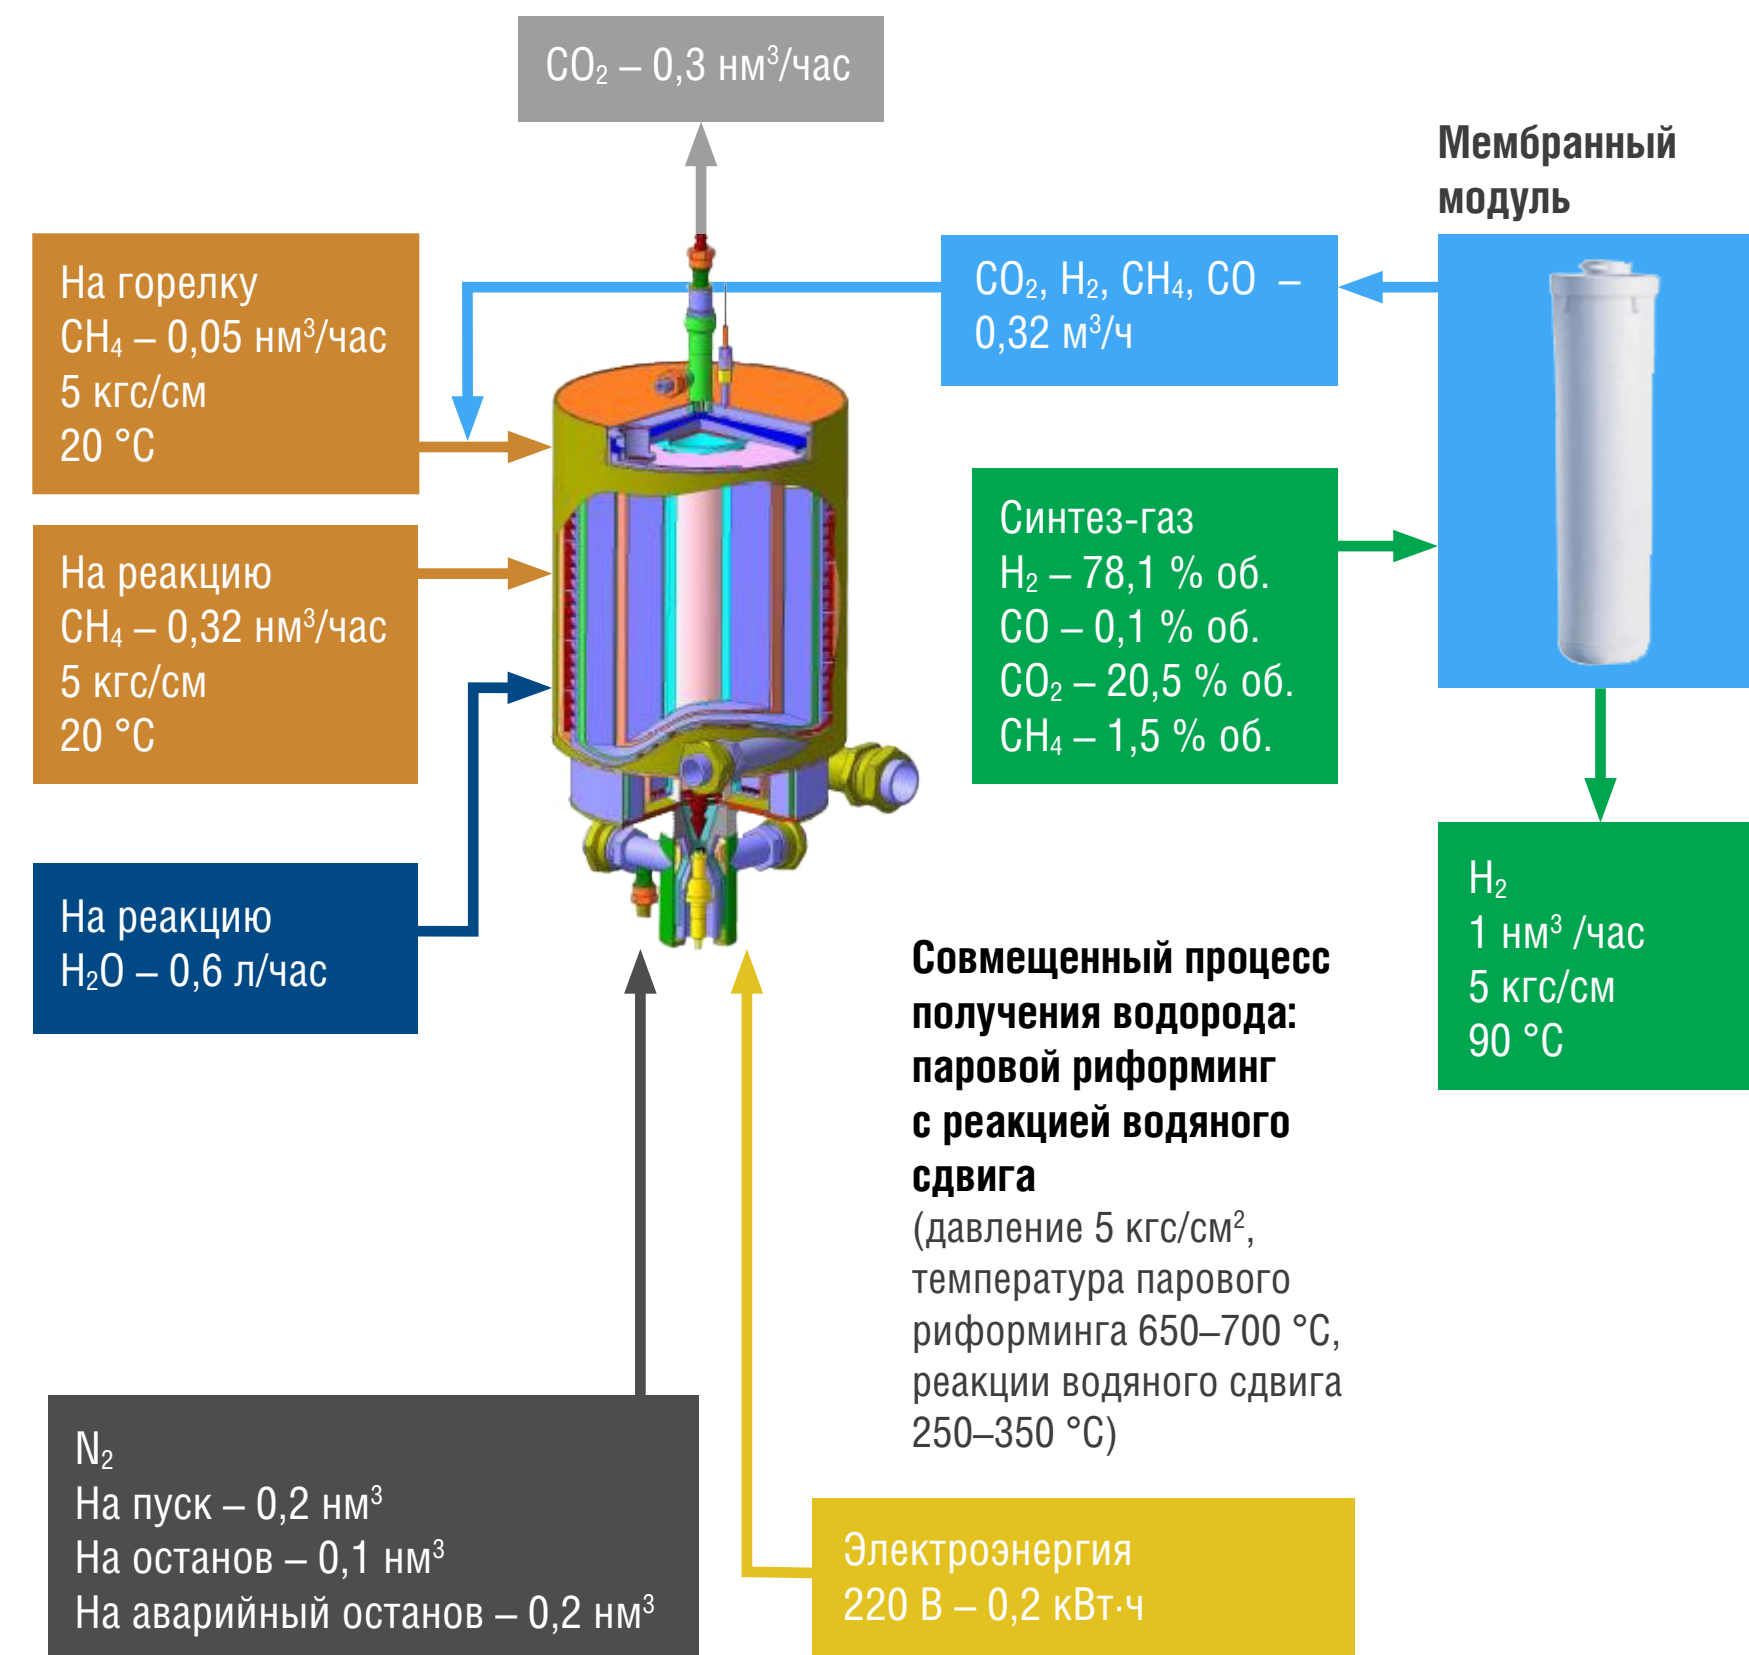 CO₂ – 0,3 нм³/час
Мембранный
модуль
На горелку
CH₄ – 0,05 нм³/час
5 кгс/см
20 °C
CO₂, H₂, CH₄, CO –
0,32 м³/ч
На реакцию
CH₄ – 0,32 нм³/час
5 кгс/см
20 °C
Синтез-газ
H₂ – 78,1 % об.
CO – 0,1 % об.
CO₂ – 20,5 % об.
CH₄ – 1,5 % об.
На реакцию
H₂O – 0,6 л/час
H₂
1 нм³ /час
5 кгс/см
90 °C
Совмещенный процесс
получения водорода:
паровой риформинг
с реакцией водяного
сдвига
(давление 5 кгс/см²,
температура парового
риформинга 650–700 °C,
реакции водяного сдвига
250–350 °C)
N₂
На пуск – 0,2 нм³
На останов – 0,1 нм³
На аварийный останов – 0,2 нм³
Электроэнергия
220 В – 0,2 кВт·ч